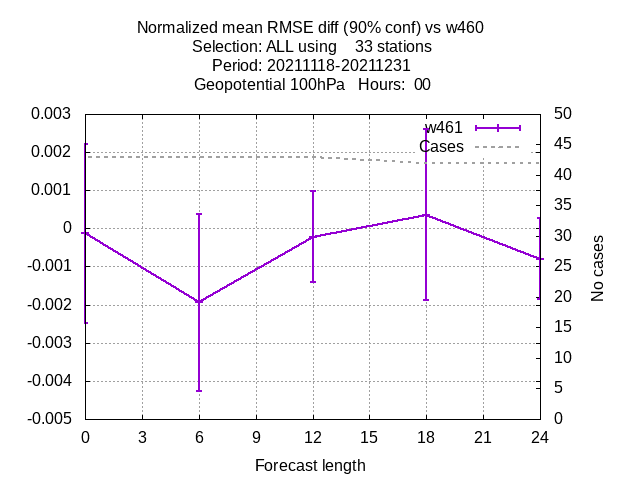 Normalized mean RMSE diff (90% conf) vs w460
Selection: ALL using 33 stations
Period: 20211118-20211231
Geopotential 100hPa Hours: 00
w461
Cases
0.003
0.002
0.001
0
-0.001
-0.002
-0.003
-0.004
-0.005
50
45
40
35
30
25
20
15
10
5
0
No cases
0 3 6 9 12 15 18 21 24
Forecast length